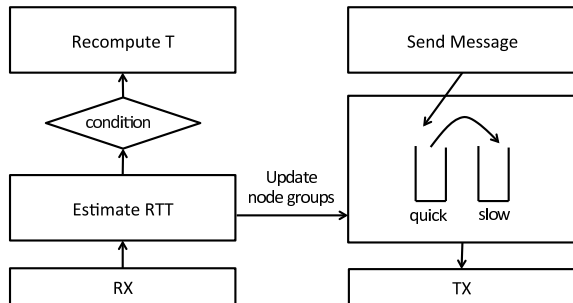 Recompute T
Send Message
condition
Update
node groups
Estimate RTT
quick
slow
RX
TX